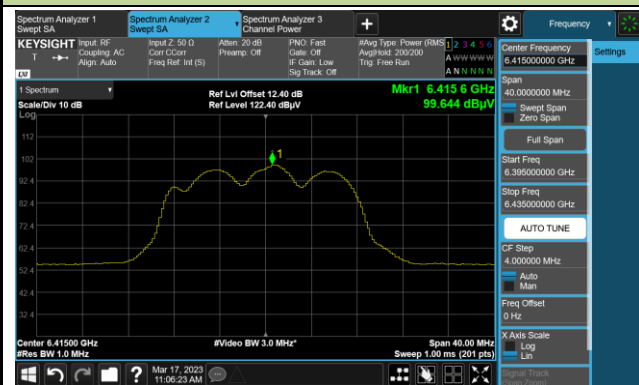 Spectrum Analyzer 1
Swept SA
Spectrum Analyzer 2
Swept SA
Spectrum Analyzer 3
Channel Power
Frequency
KEYSIGHT
Input: RF
Coupling: AC
Align: Auto
Input Z: 50 Ω
Corr CCorr
Freq Ref: Int (S)
Atten: 20 dB
Preamp: Off
PNO: Fast
Gate: Off
IF Gain: Low
Sig Track: Off
#Avg Type: Power (RMS
Avg|Hold: 200/200
Trig: Free Run
1 2 3 4 5 6
A W W W W W
A N N N N N
T
LXI
1 Spectrum
Scale/Div 10 dB
Log
Ref Lvl Offset 12.40 dB
Ref Level 122.40 dBµV
Mkr1 6.415 6 GHz
99.644 dBµV
1
112
102
92.4
82.4
72.4
62.4
52.4
42.4
32.4
Center 6.41500 GHz
#Res BW 1.0 MHz
#Video BW 3.0 MHz*
Span 40.00 MHz
Sweep 1.00 ms (201 pts)
Mar 17, 2023
11:06:23 AM
Center Frequency
6.415000000 GHz
Settings
Span
40.0000000 MHz
Swept Span
Zero Span
Full Span
Start Freq
6.395000000 GHz
Stop Freq
6.435000000 GHz
AUTO TUNE
CF Step
4.000000 MHz
Auto
Man
Freq Offset
0 Hz
X Axis Scale
Log
Lin
Signal Track
(Span Zoom)